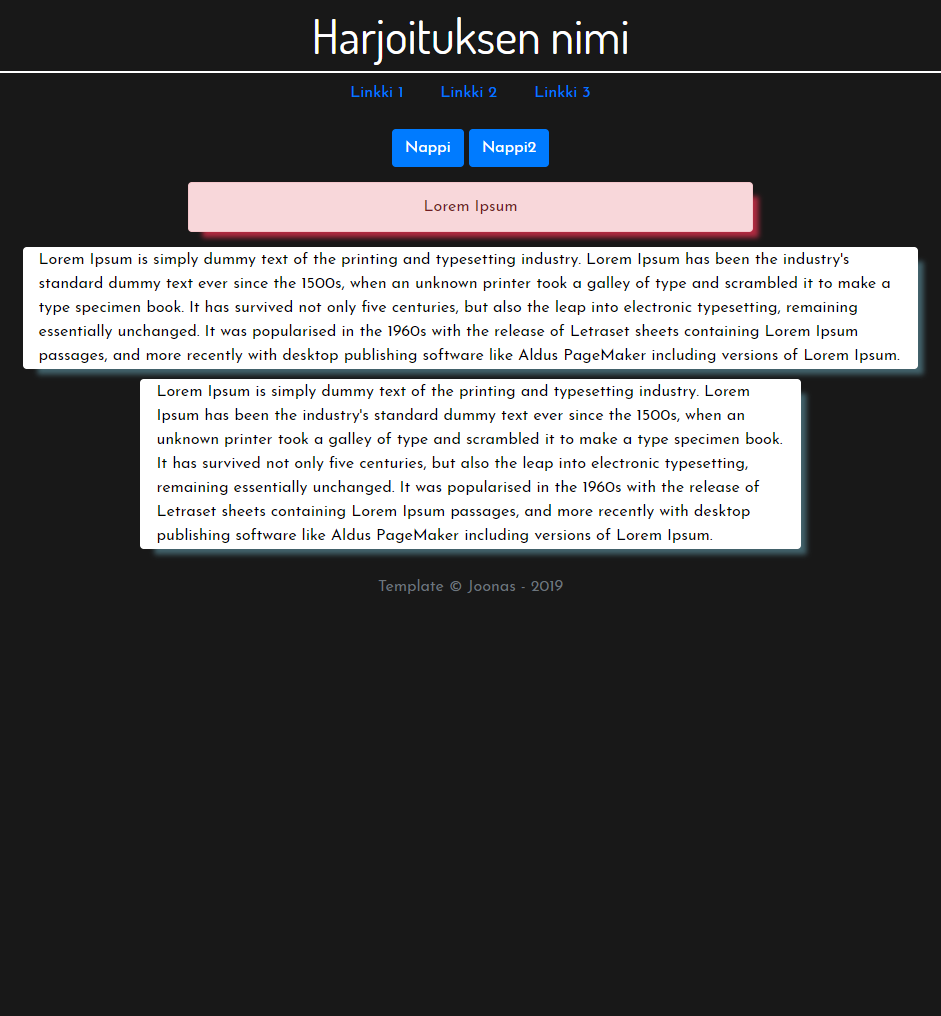 Harjoituksen nimi
Linkki 1 Linkki 2 Linkki 3
Nappi Nappi2
Lorem Ipsum
Lorem Ipsum is simply dummy text of the printing and typesetting industry. Lorem Ipsum has been the industry's
standard dummy text ever since the 1500s, when an unknown printer took a galley of type and scrambled it to make a
type specimen book. It has survived not only five centuries, but also the leap into electronic typesetting, remaining
essentially unchanged. It was popularised in the 1960s with the release of Letraset sheets containing Lorem Ipsum
passages, and more recently with desktop publishing software like Aldus PageMaker including versions of Lorem Ipsum.
Lorem Ipsum is simply dummy text of the printing and typesetting industry. Lorem
Ipsum has been the industry's standard dummy text ever since the 1500s, when an
unknown printer took a galley of type and scrambled it to make a type specimen book.
It has survived not only five centuries, but also the leap into electronic typesetting,
remaining essentially unchanged. It was popularised in the 1960s with the release of
Letraset sheets containing Lorem Ipsum passages, and more recently with desktop
publishing software like Aldus PageMaker including versions of Lorem Ipsum.
Template © Joonas - 2019